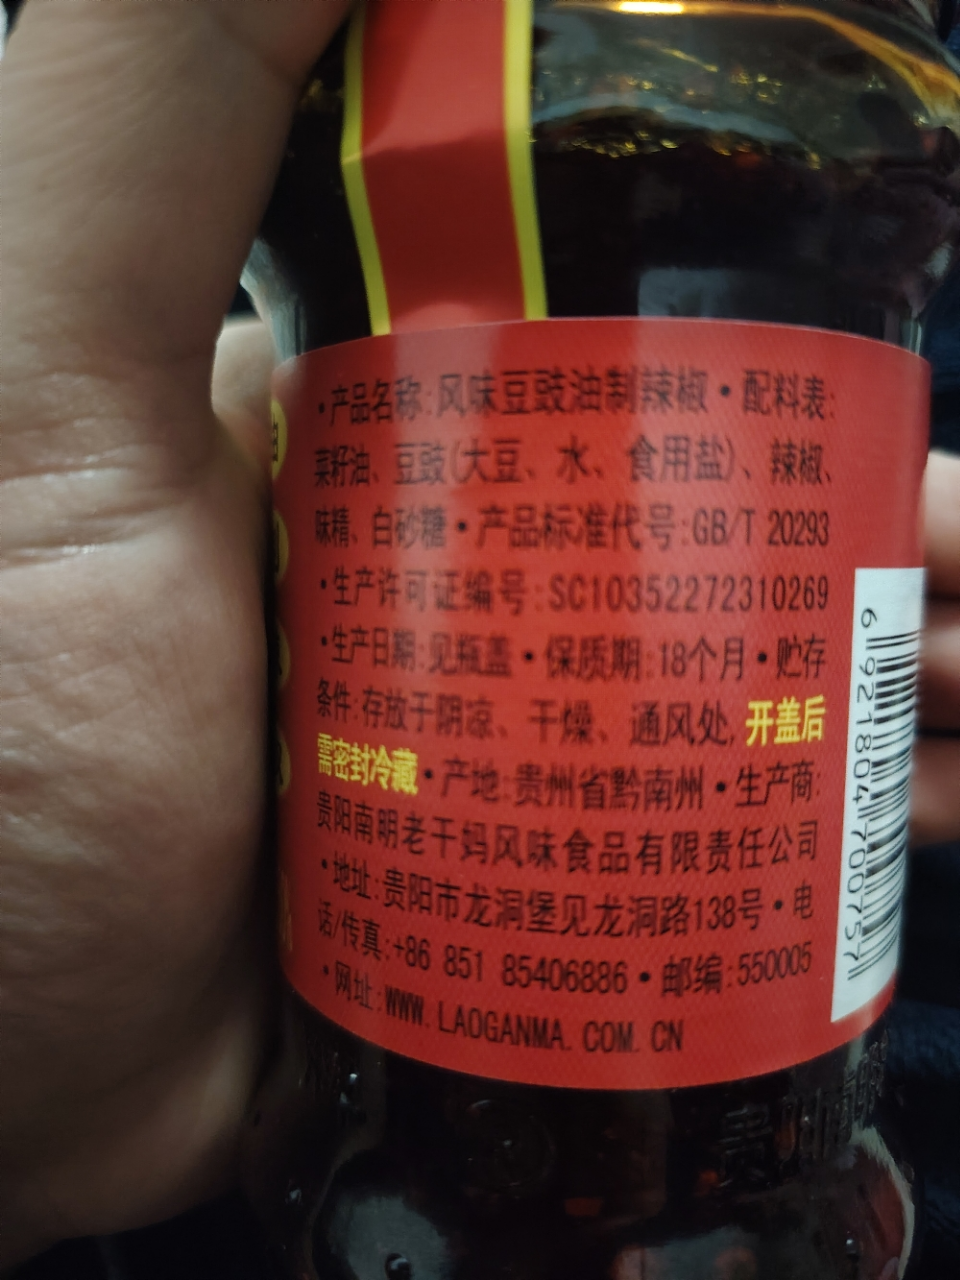 ·产品名称:风味豆豉油制辣椒·配料表:
菜籽油、豆豉(大豆、水、食用盐)、辣椒、
味精、白砂糖·产品标准代号:GB/T 20293
·生产许可证编号:SC10352272310269
·生产日期:见瓶盖·保质期:18个月·贮存
条件:存放于阴凉、干燥、通风处,开盖后
需密封冷藏·产地:贵州省黔南州·生产商:
贵阳南明老干妈风味食品有限责任公司
·地址:贵阳市龙洞堡见龙洞路138号·电
话/传真:+86 851 85406886·邮编:550005
·网址:WWW.LAOGANMA.COM.CN
6 921804 700757
贵阳南明